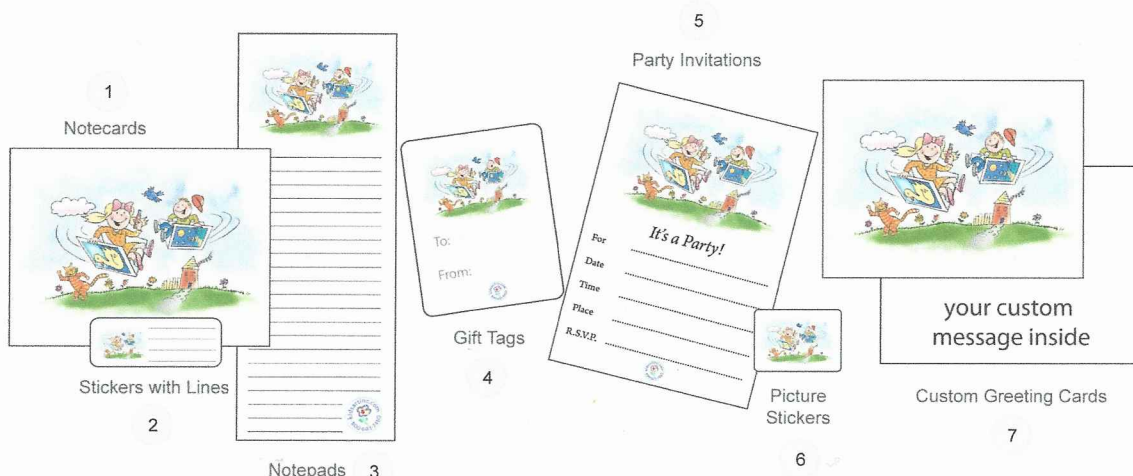 1
Notecards
Stickers with Lines
2
Notepads 3
To:
From:
Gift Tags
4
5
Party Invitations
It's a Party!
For
Date
Time
Place
R.S.V.P.
Picture
Stickers
6
your custom
message inside
Custom Greeting Cards
7